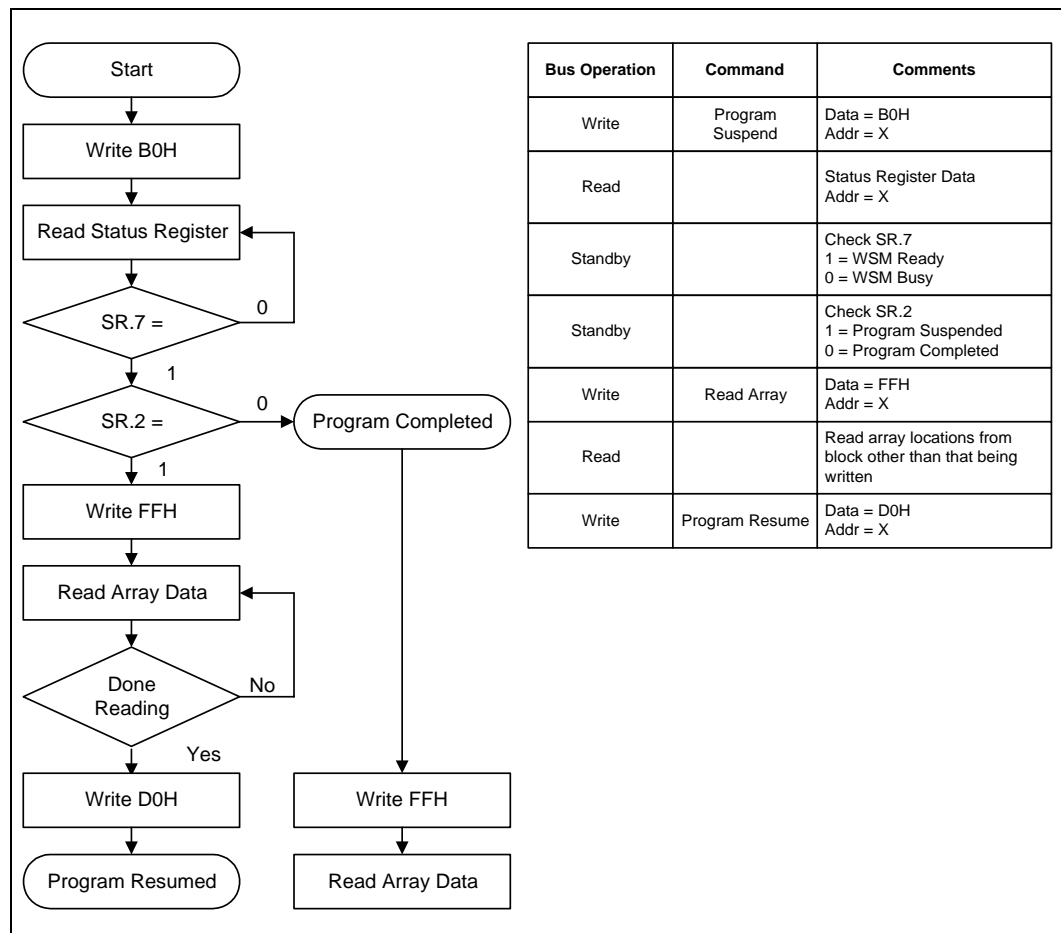 Start
Write B0H
Read Status Register
SR.7 =
0
1
SR.2 =
0
Program Completed
1
Write FFH
Read Array Data
Done
Reading
No
Yes
Write D0H
Write FFH
Program Resumed
Read Array Data
Bus Operation Command Comments
Write Program
Suspend
Data = B0H
Addr = X
Read Status Register Data
Addr = X
Standby Check SR.7
1 = WSM Ready
0 = WSM Busy
Standby Check SR.2
1 = Program Suspended
0 = Program Completed
Write Read Array Data = FFH
Addr = X
Read Read array locations from
block other than that being
written
Write Program Resume Data = D0H
Addr = X